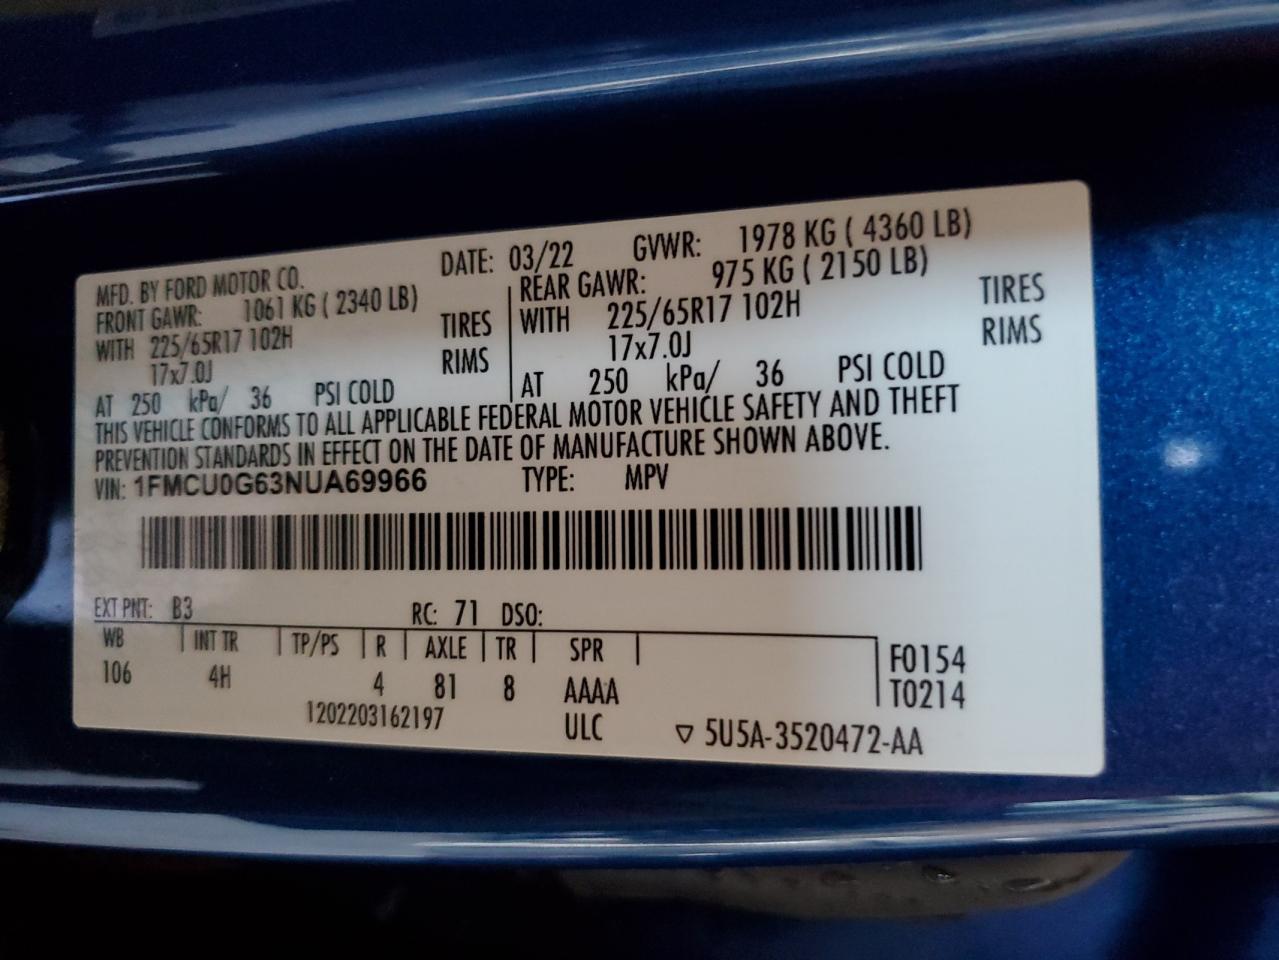 MFD. BY FORD MOTOR CO. DATE: 03/22 GVWR: 1978 KG ( 4360 LB)
FRONT GAWR: 1061 KG ( 2340 LB) REAR GAWR: 975 KG ( 2150 LB)
WITH 225/65R17 102H TIRES WITH 225/65R17 102H TIRES
17x7.0J RIMS 17x7.0J RIMS
AT 250 kPa/ 36 PSI COLD AT 250 kPa/ 36 PSI COLD
THIS VEHICLE CONFORMS TO ALL APPLICABLE FEDERAL MOTOR VEHICLE SAFETY AND THEFT
PREVENTION STANDARDS IN EFFECT ON THE DATE OF MANUFACTURE SHOWN ABOVE.
VIN: 1FMCU0G63NUA69966 TYPE: MPV
EXT PNT: B3 RC: 71 DSO:
WB INT TR TP/PS R AXLE TR SPR F0154
106 4H 4 81 8 AAAA T0214
1202203162197 ULC ▽ 5U5A-3520472-AA